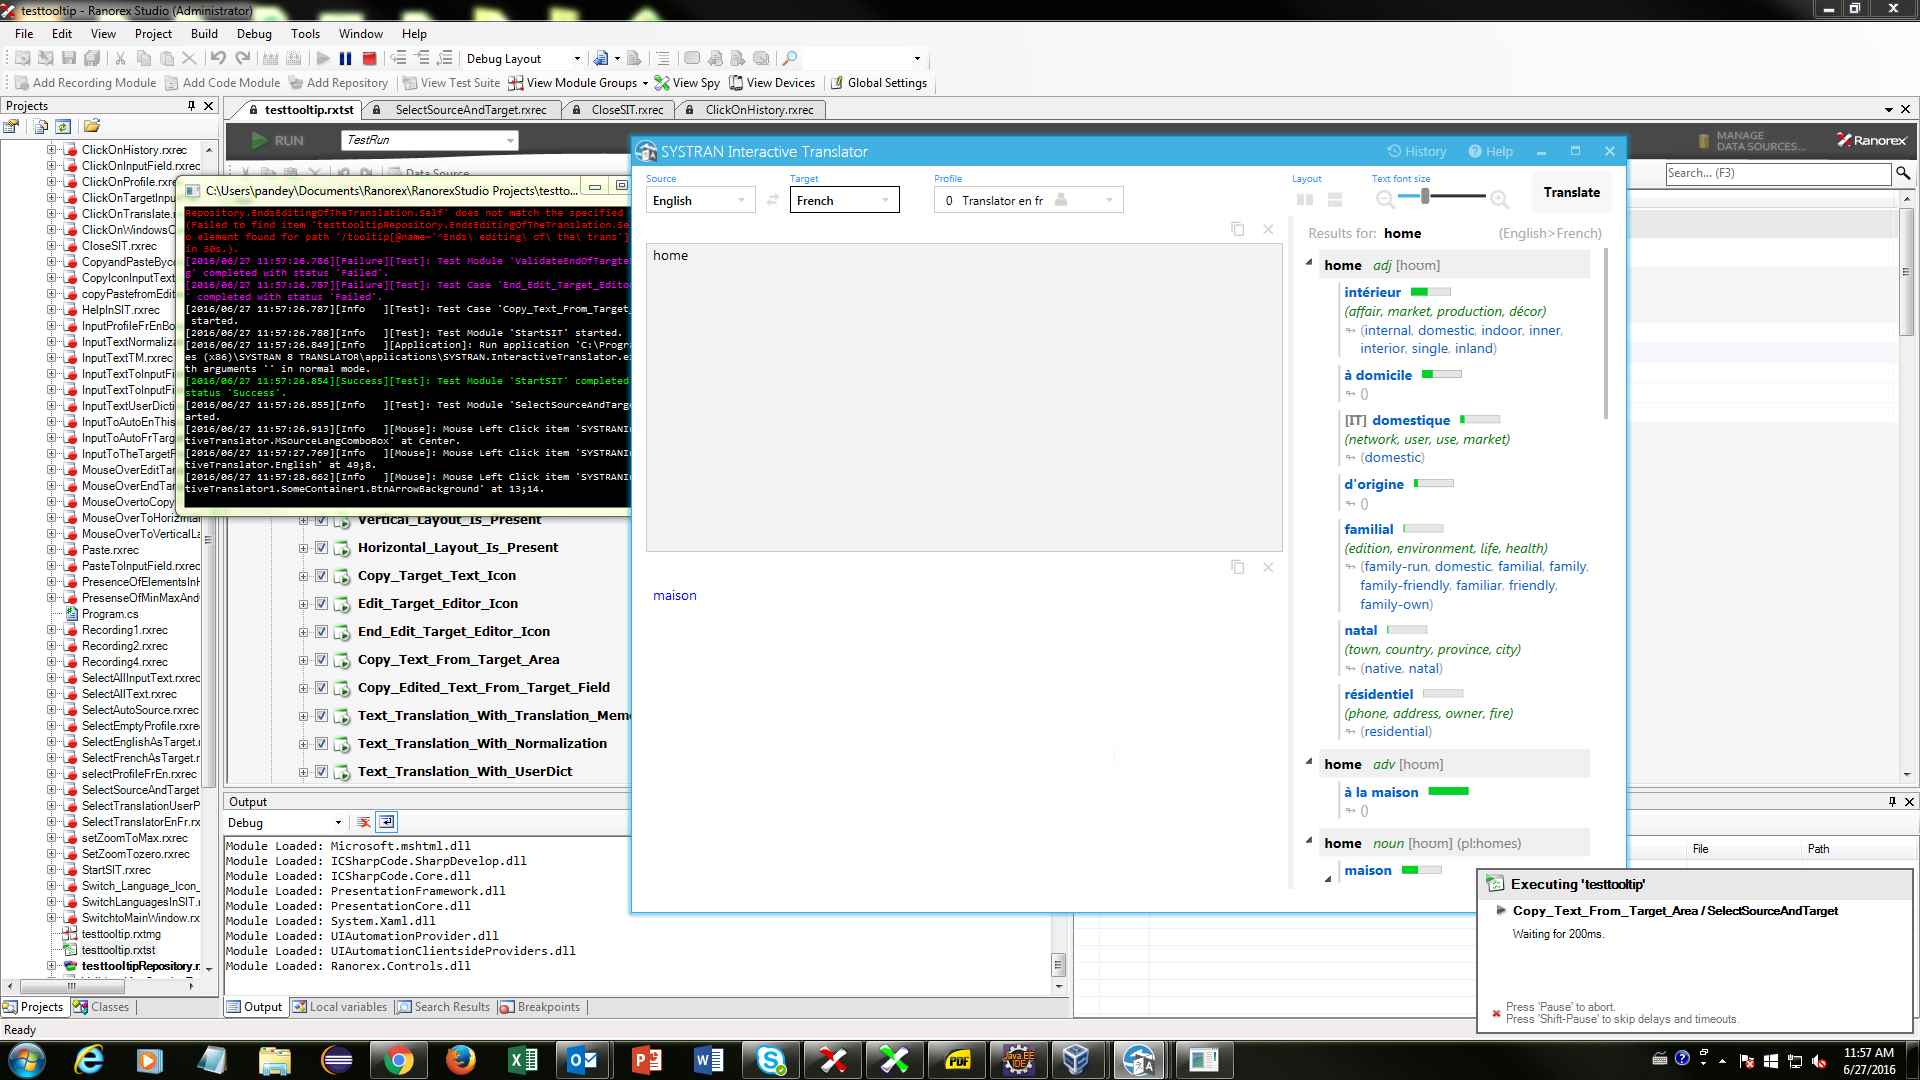 testtooltip - Ranorex Studio (Administrator)
File Edit View Project Build Debug Tools Window Help
Debug Layout
Add Recording Module Add Code Module Add Repository View Test Suite View Module Groups View Spy View Devices Global Settings
Projects
testtooltip.rxtst SelectSourceAndTarget.rxrec CloseSIT.rxrec ClickOnHistory.rxrec
RUN TestRun
MANAGE
DATA SOURCES...
Ranorex
Search... (F3)
ClickOnHistory.rxrec
ClickOnInputField.rxrec
ClickOnProfile.rxrec
ClickOnTargetInpu
ClickOnTranslate.r
ClickOnWindowsC
CloseSIT.rxrec
CopyandPasteByco
CopyIconInputText
copyPastefromEdit
HelpInSIT.rxrec
InputProfileFrEnBo
InputTextNormaliza
InputTextTM.rxrec
InputTextToInputF
InputTextToInputF
InputTextUserDicti
InputToAutoEnThis
InputToAutoFrTarg
InputToTheTargetF
MouseOverEditTar
MouseOverEndTar
MouseOvertoCopy
MouseOverToHorizintal
MouseOverToVerticalLa
Paste.rxrec
PasteToInputField.rxrec
PresenceOfElementsInH
PresenseOfMinMaxAnd
Program.cs
Recording1.rxrec
Recording2.rxrec
Recording4.rxrec
SelectAllInputText.rxrec
SelectAllText.rxrec
SelectAutoSource.rxrec
SelectEmptyProfile.rxrec
SelectEnglishAsTarget.r
SelectFrenchAsTarget.r
selectProfileFrEn.rxrec
SelectSourceAndTarget
SelectTranslationUserP
SelectTranslatorEnFr.r
setZoomToMax.rxrec
SetZoomTozero.rxrec
StartSIT.rxrec
Switch_Language_Icon_
SwitchLanguagesInSIT.r
SwitchtoMainWindow.rx
testtooltip.rxtmg
testtooltip.rxtst
testtooltipRepository.r
Projects Classes
Ready
Data Source
C:\Users\pandey\Documents\Ranorex\RanorexStudio Projects\testto...
Repository.EndsEditingOfTheTranslation.Self' does not match the specified
(Failed to find item 'testtooltipRepository.EndsEditingOfTheTranslation.Se
o element found for path '/tooltip[@name~'^Ends\ editing\ of\ the\ trans']
in 30s.).
[2016/06/27 11:57:26.786][Failure][Test]: Test Module 'ValidateEndOfTarget
g' completed with status 'Failed'.
[2016/06/27 11:57:26.787][Failure][Test]: Test Case 'End_Edit_Target_Editor
' completed with status 'Failed'.
[2016/06/27 11:57:26.787][Info ][Test]: Test Case 'Copy_Text_From_Target_
started.
[2016/06/27 11:57:26.788][Info ][Test]: Test Module 'StartSIT' started.
[2016/06/27 11:57:26.849][Info ][Application]: Run application 'C:\Progr
es (x86)\SYSTRAN 8 TRANSLATOR\applications\SYSTRAN.InteractiveTranslator.e
th arguments '' in normal mode.
[2016/06/27 11:57:26.854][Success][Test]: Test Module 'StartSIT' completed
status 'Success'.
[2016/06/27 11:57:26.855][Info ][Test]: Test Module 'SelectSourceAndTarge
arted.
[2016/06/27 11:57:26.913][Info ][Mouse]: Mouse Left Click item 'SYSTRANI
tiveTranslator.MSourceLangComboBox' at Center.
[2016/06/27 11:57:27.769][Info ][Mouse]: Mouse Left Click item 'SYSTRANI
tiveTranslator.English' at 49;8.
[2016/06/27 11:57:28.662][Info ][Mouse]: Mouse Left Click item 'SYSTRANI
tiveTranslator1.SomeContainer1.BtnArrowBackground' at 13;14.
Vertical_Layout_Is_Present
Horizontal_Layout_Is_Present
Copy_Target_Text_Icon
Edit_Target_Editor_Icon
End_Edit_Target_Editor_Icon
Copy_Text_From_Target_Area
Copy_Edited_Text_From_Target_Field
Text_Translation_With_Translation_Mem
Text_Translation_With_Normalization
Text_Translation_With_UserDict
Output
Debug
Module Loaded: Microsoft.mshtml.dll
Module Loaded: ICSharpCode.SharpDevelop.dll
Module Loaded: ICSharpCode.Core.dll
Module Loaded: PresentationFramework.dll
Module Loaded: PresentationCore.dll
Module Loaded: System.Xaml.dll
Module Loaded: UIAutomationProvider.dll
Module Loaded: UIAutomationClientsideProviders.dll
Module Loaded: Ranorex.Controls.dll
Output Local variables Search Results Breakpoints
SYSTRAN Interactive Translator
History Help
Source Target Profile Layout Text font size
English French 0 Translator en fr Translate
home
maison
Results for: home (English>French)
home adj [hoʊm]
intérieur
(affair, market, production, décor)
(internal, domestic, indoor, inner,
interior, single, inland)
à domicile
()
[IT] domestique
(network, user, use, market)
(domestic)
d'origine
()
familial
(edition, environment, life, health)
(family-run, domestic, familial, family,
family-friendly, familiar, friendly,
family-own)
natal
(town, country, province, city)
(native, natal)
résidentiel
(phone, address, owner, fire)
(residential)
home adv [hoʊm]
à la maison
()
home noun [hoʊm] (pl:homes)
maison
File Path
Executing 'testtooltip'
Copy_Text_From_Target_Area / SelectSourceAndTarget
Waiting for 200ms.
Press 'Pause' to abort.
Press 'Shift-Pause' to skip delays and timeouts.
PDF
Java EE
IDE
11:57 AM
6/27/2016